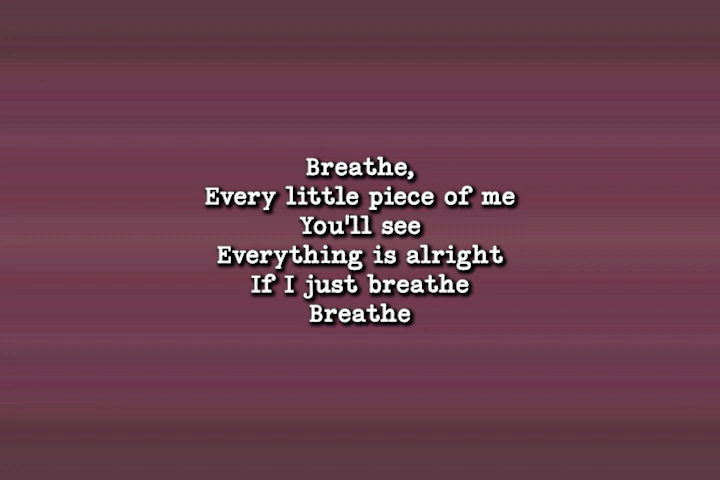 Breathe,
Every little piece of me
You'll see
Everything is alright
If I just breathe
Breathe